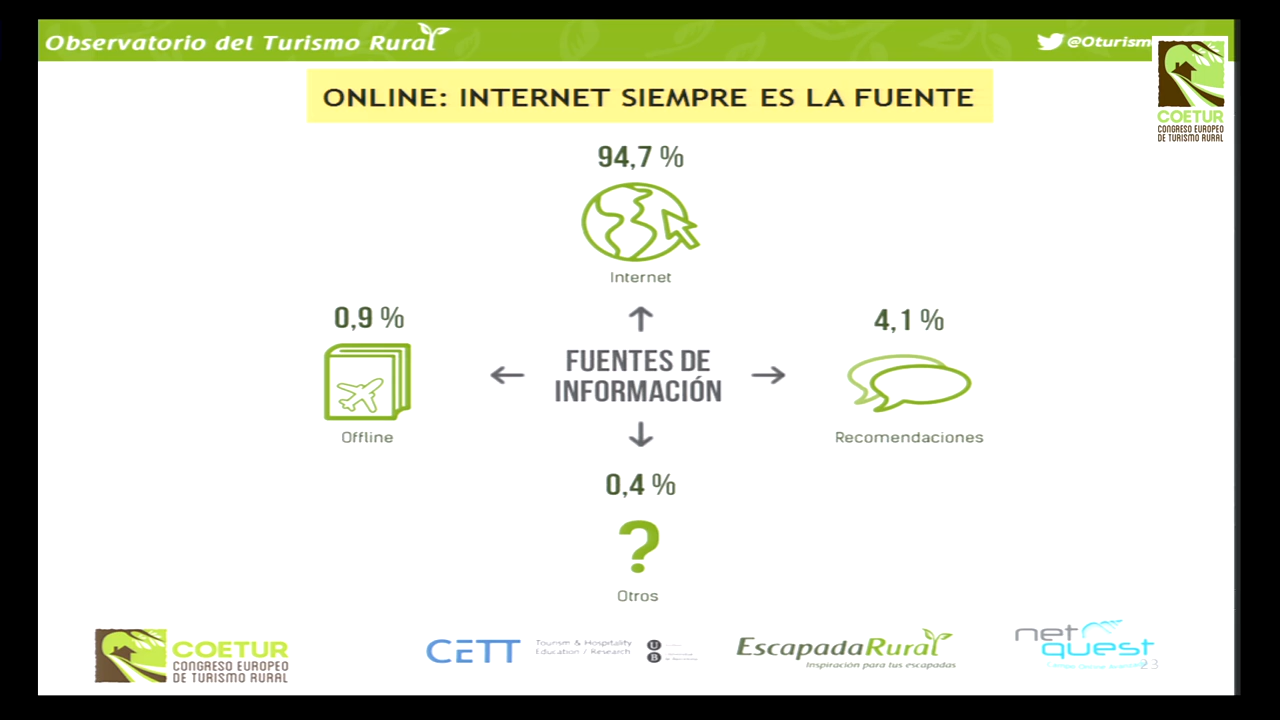 Observatorio del Turismo Rural
@Oturism
COETUR
CONGRESO EUROPEO
DE TURISMO RURAL
ONLINE: INTERNET SIEMPRE ES LA FUENTE
94,7 %
Internet
0,9 %
Offline
FUENTES DE
INFORMACIÓN
4,1 %
Recomendaciones
0,4 %
?
Otros
COETUR
CONGRESO EUROPEO
DE TURISMO RURAL
CETT
Tourism & Hospitality
Education / Research
U
B
EscapadaRural
Inspiración para tus escapadas
net
quest
23